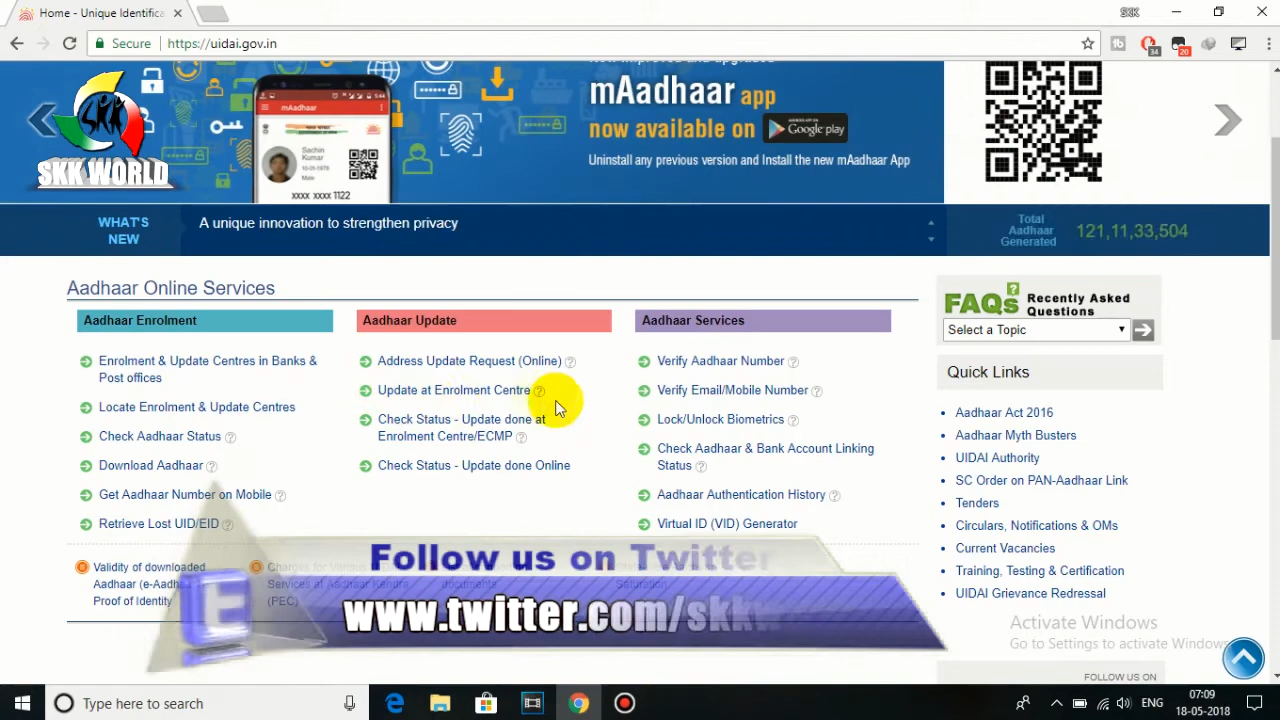 Home - Unique Identifica
SKK
Secure
https://uidai.gov.in
34
20
mAadhaar app
now available on Google play
Uninstall any previous version and Install the new mAadhaar App
mAadhaar
Sachin
Kumar
Male
XXXX XXXX 1122
SKK
SKK WORLD
WHAT'S
NEW
A unique innovation to strengthen privacy
Total
Aadhaar
Generated
121,11,33,504
Aadhaar Online Services
Aadhaar Enrolment
Enrolment & Update Centres in Banks &
Post offices
Locate Enrolment & Update Centres
Check Aadhaar Status
Download Aadhaar
Get Aadhaar Number on Mobile
Retrieve Lost UID/EID
Aadhaar Update
Address Update Request (Online)
Update at Enrolment Centre
Check Status - Update done at
Enrolment Centre/ECMP
Check Status - Update done Online
Aadhaar Services
Verify Aadhaar Number
Verify Email/Mobile Number
Lock/Unlock Biometrics
Check Aadhaar & Bank Account Linking
Status
Aadhaar Authentication History
Virtual ID (VID) Generator
FAQs Recently Asked
Questions
Select a Topic
Quick Links
Aadhaar Act 2016
Aadhaar Myth Busters
UIDAI Authority
SC Order on PAN-Aadhaar Link
Tenders
Circulars, Notifications & OMs
Current Vacancies
Training, Testing & Certification
UIDAI Grievance Redressal
Validity of downloaded
Aadhaar
Proof of Identity
Services at Aadhaar Kendra
(PEC)
documents
Saturation
Follow us on Twitter
www.twitter.com/skk
Activate Windows
Go to Settings to activate Windows.
FOLLOW US ON
Type here to search
ENG
07:09
18-05-2018